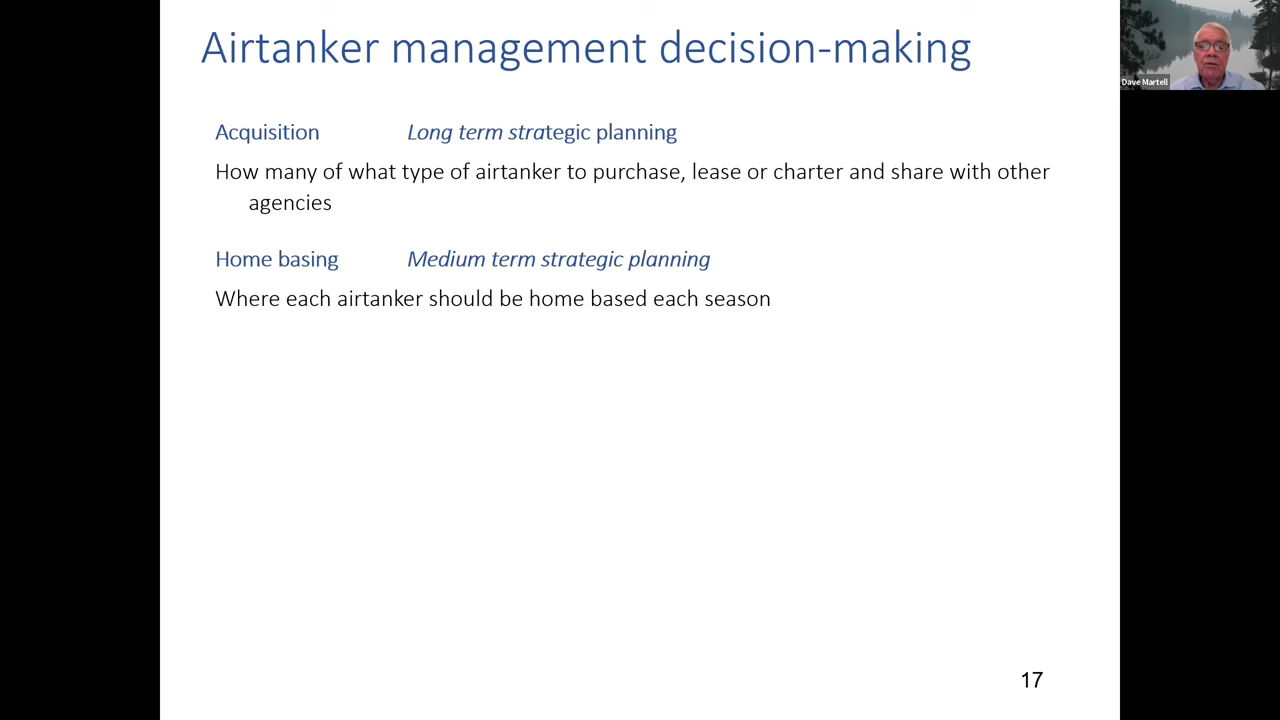 Airtanker management decision-making
Dave Martell
Acquisition Long term strategic planning
How many of what type of airtanker to purchase, lease or charter and share with other
agencies
Home basing Medium term strategic planning
Where each airtanker should be home based each season
17